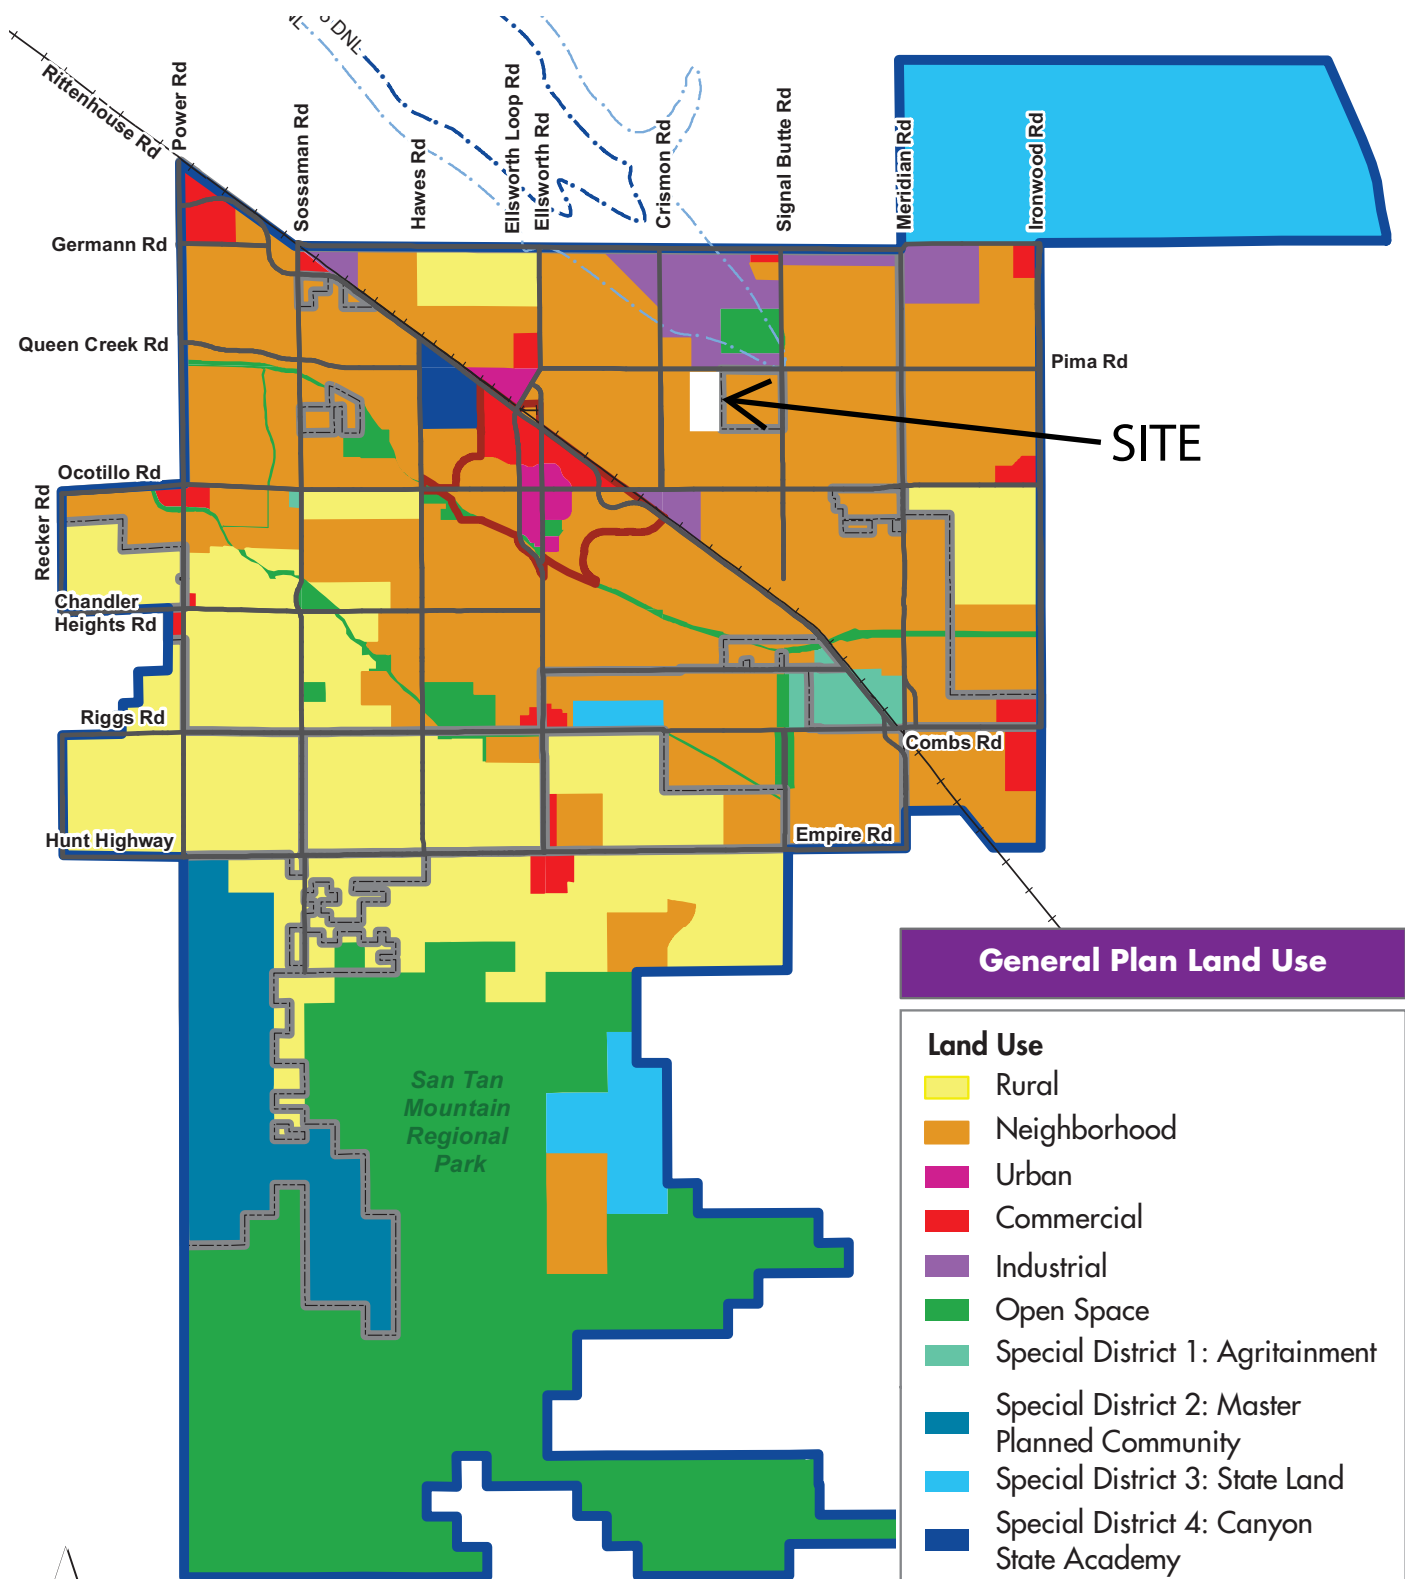 DNL
Rittenhouse Rd
Power Rd
Sossaman Rd
Hawes Rd
Ellsworth Loop Rd
Ellsworth Rd
Crismon Rd
Signal Butte Rd
Meridian Rd
Ironwood Rd
Germann Rd
Queen Creek Rd
Pima Rd
SITE
Ocotillo Rd
Recker Rd
Chandler
Heights Rd
Riggs Rd
Combs Rd
Hunt Highway
Empire Rd
San Tan
Mountain
Regional
Park
General Plan Land Use
Land Use
Rural
Neighborhood
Urban
Commercial
Industrial
Open Space
Special District 1: Agritainment
Special District 2: Master
Planned Community
Special District 3: State Land
Special District 4: Canyon
State Academy